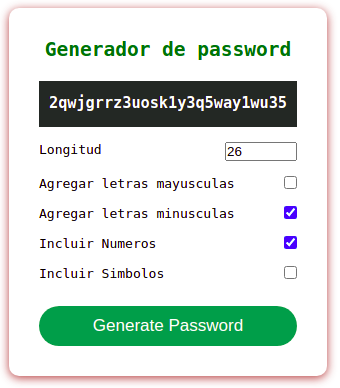 Generador de password
2qwjgrrz3uosk1y3q5way1wu35
Longitud 26
Agregar letras mayusculas
Agregar letras minusculas
Incluir Numeros
Incluir Simbolos
Generate Password